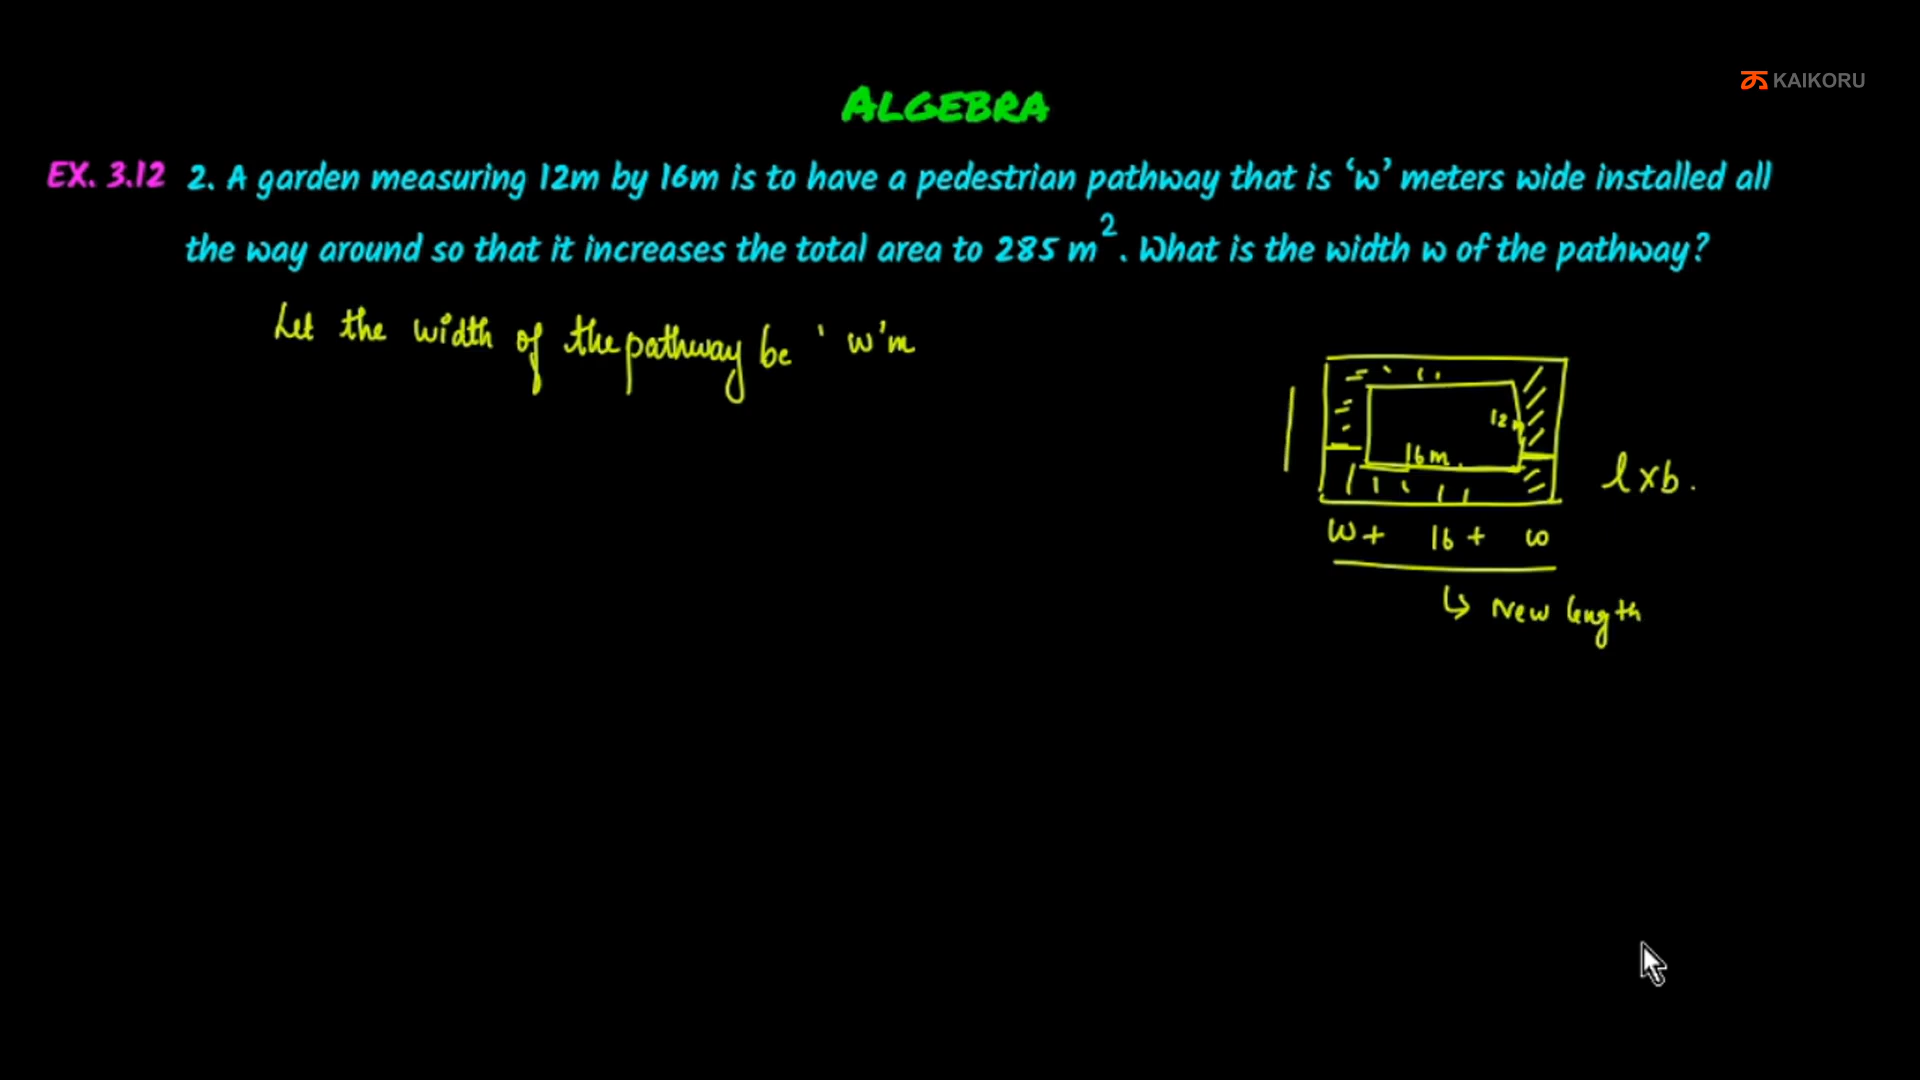 KAIKORU
ALGEBRA
EX. 3.12 2. A garden measuring 12m by 16m is to have a pedestrian pathway that is ‘w’ meters wide installed all
the way around so that it increases the total area to 285 m². What is the width w of the pathway?
Let the width of the pathway be 'w'm
12m
16m.
l×b.
w+ 16+ w
↳ New length